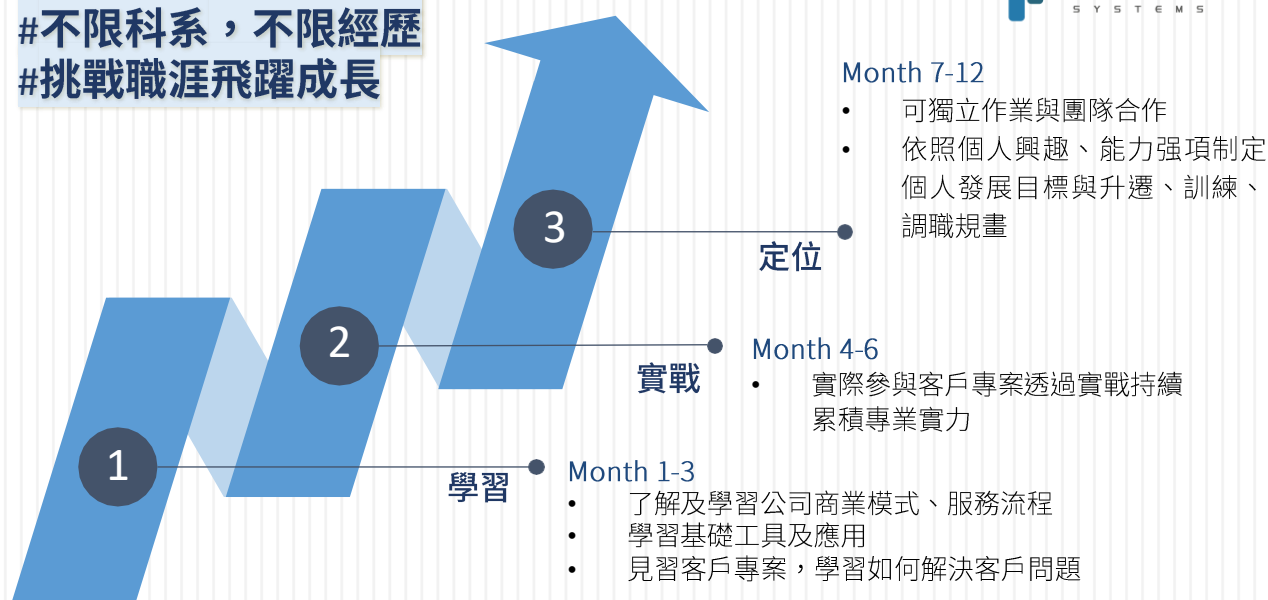 #不限科系，不限經歷
#挑戰職涯飛躍成長
SYSTEMS
Month 7-12
• 可獨立作業與團隊合作
• 依照個人興趣、能力强項制定
個人發展目標與升遷、訓練、
調職規畫
3
定位
2
Month 4-6
實戰
• 實際參與客戶專案透過實戰持續
累積專業實力
1
Month 1-3
學習
• 了解及學習公司商業模式、服務流程
• 學習基礎工具及應用
• 見習客戶專案，學習如何解決客戶問題